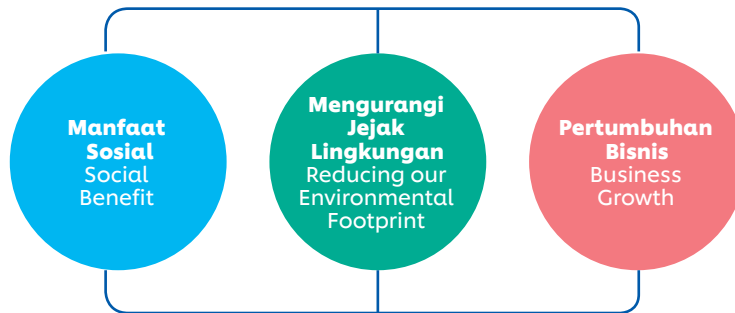 Manfaat
Sosial
Social
Benefit
Mengurangi
Jejak
Lingkungan
Reducing our
Environmental
Footprint
Pertumbuhan
Bisnis
Business
Growth